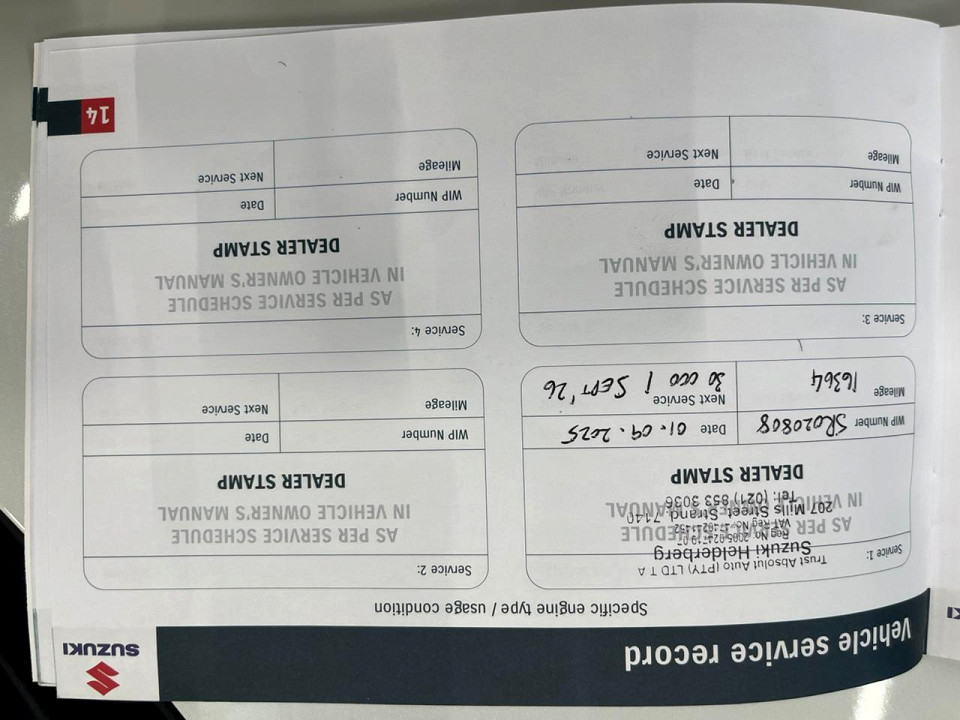 Vehicle service record
SUZUKI
Specific engine type / usage condition
Service 1:
Trust Absolut Auto (PTY) LTD T A
Suzuki Helderberg
AS PER SERVICE SCHEDULE
207 Mills Street, Strand, 7140
IN VEHICLE OWNER'S MANUAL
Tel: (021) 853 3036
DEALER STAMP
WIP Number SR020808
Date 01.09.2025
Mileage 16364
Next Service 30 000 / SEPT '26
Service 2:
AS PER SERVICE SCHEDULE
IN VEHICLE OWNER'S MANUAL
DEALER STAMP
WIP Number
Date
Mileage
Next Service
Service 3:
AS PER SERVICE SCHEDULE
IN VEHICLE OWNER'S MANUAL
DEALER STAMP
WIP Number
Date
Mileage
Next Service
Service 4:
AS PER SERVICE SCHEDULE
IN VEHICLE OWNER'S MANUAL
DEALER STAMP
WIP Number
Date
Mileage
Next Service
14